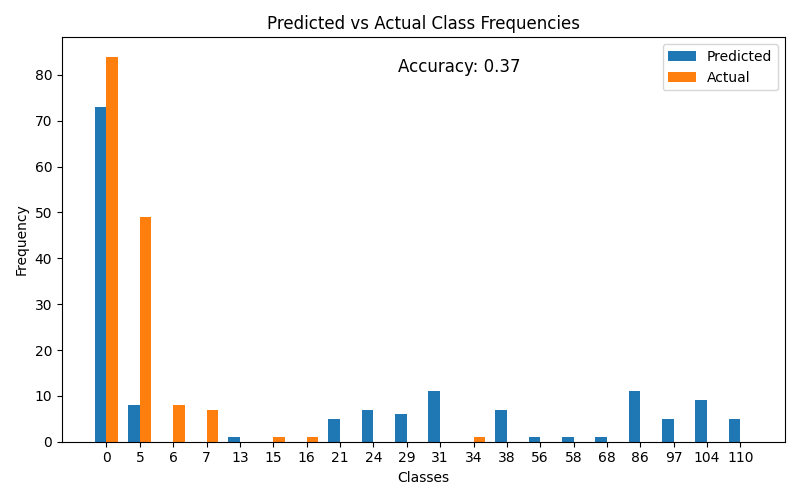 Predicted vs Actual Class Frequencies
Accuracy: 0.37
Predicted
Actual
Frequency
80
70
60
50
40
30
20
10
0
0 5 6 7 13 15 16 21 24 29 31 34 38 56 58 68 86 97 104 110
Classes